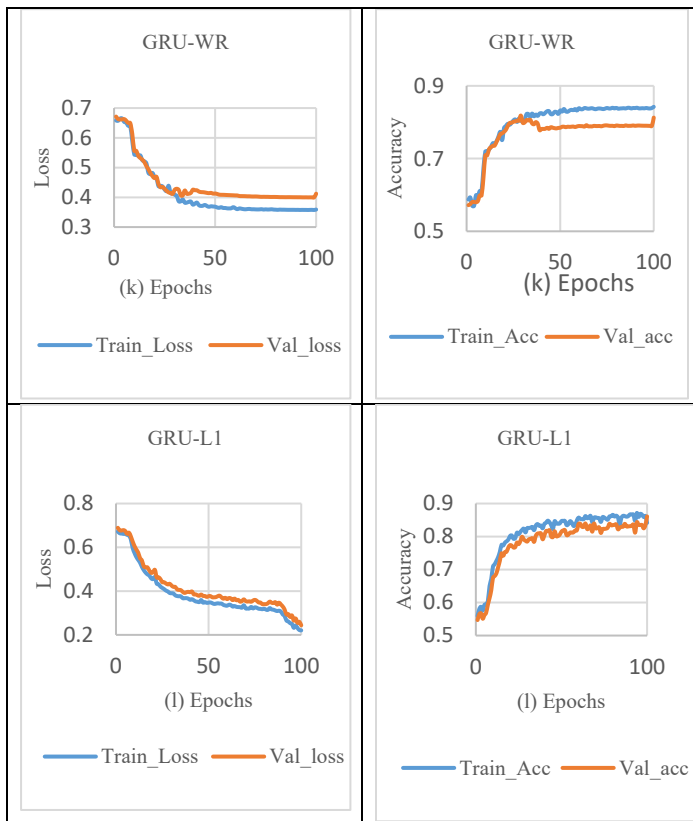 GRU-WR
0.7
0.6
0.5
0.4
0.3
Loss
0 50 100
(k) Epochs
Train_Loss Val_loss
GRU-WR
0.9
0.7
0.5
Accuracy
0 50 100
(k) Epochs
Train_Acc Val_acc
GRU-L1
0.8
0.6
0.4
0.2
Loss
0 50 100
(l) Epochs
Train_Loss Val_loss
GRU-L1
0.9
0.8
0.7
0.6
0.5
Accuracy
0 100
(l) Epochs
Train_Acc Val_acc